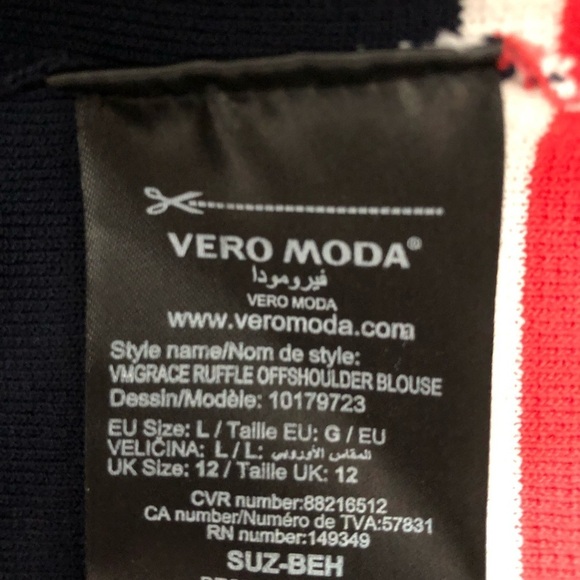 VERO MODA®
فيرومودا
VERO MODA
www.veromoda.com
Style name/Nom de style:
VMGRACE RUFFLE OFFSHOULDER BLOUSE
Dessin/Modèle: 10179723
EU Size: L / Taille EU: G / EU
VELIČINA: L / L: المقاس الأوروبي
UK Size: 12 / Taille UK: 12
CVR number:88216512
CA number/Numéro de TVA:57831
RN number:149349
SUZ-BEH